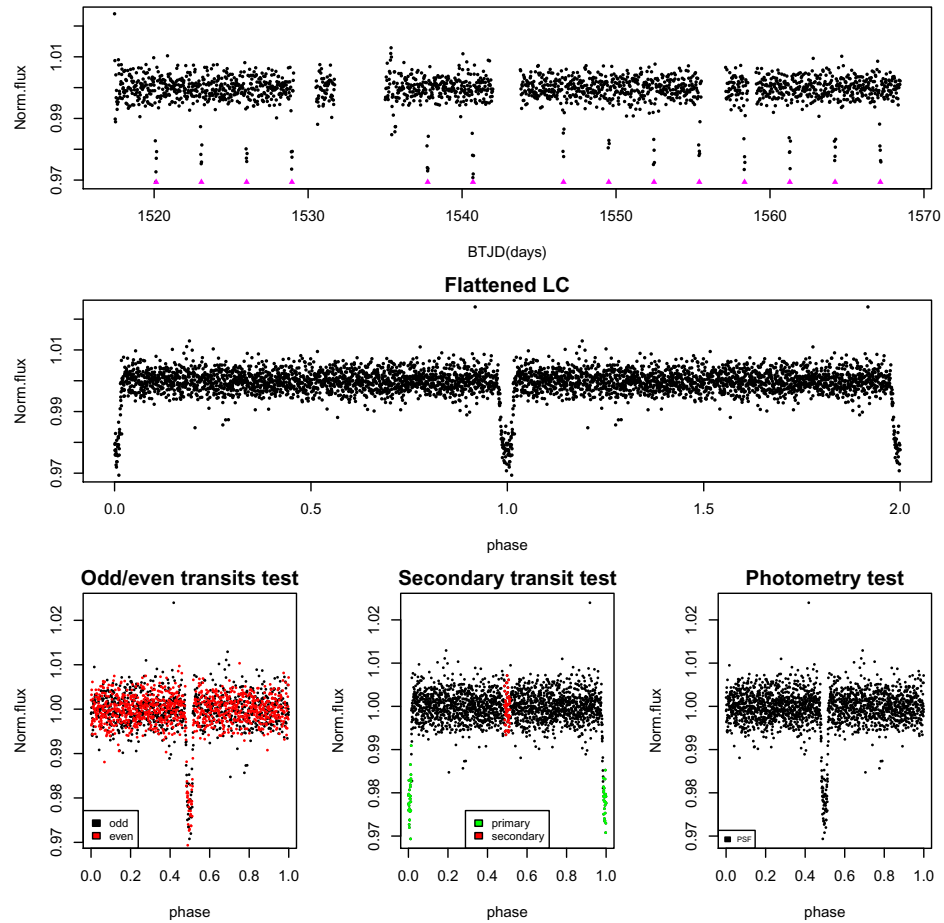 Norm.flux
0.97 0.99 1.01
1520 1530 1540 1550 1560 1570
BTJD(days)
Flattened LC
Norm.flux
0.97 0.99 1.01
0.0 0.5 1.0 1.5 2.0
phase
Odd/even transits test
Norm.flux
0.97 0.98 0.99 1.00 1.01 1.02
odd
even
0.0 0.2 0.4 0.6 0.8 1.0
phase
Secondary transit test
Norm.flux
0.97 0.98 0.99 1.00 1.01 1.02
primary
secondary
0.0 0.2 0.4 0.6 0.8 1.0
phase
Photometry test
Norm.flux
0.97 0.98 0.99 1.00 1.01 1.02
PSF
0.0 0.2 0.4 0.6 0.8 1.0
phase